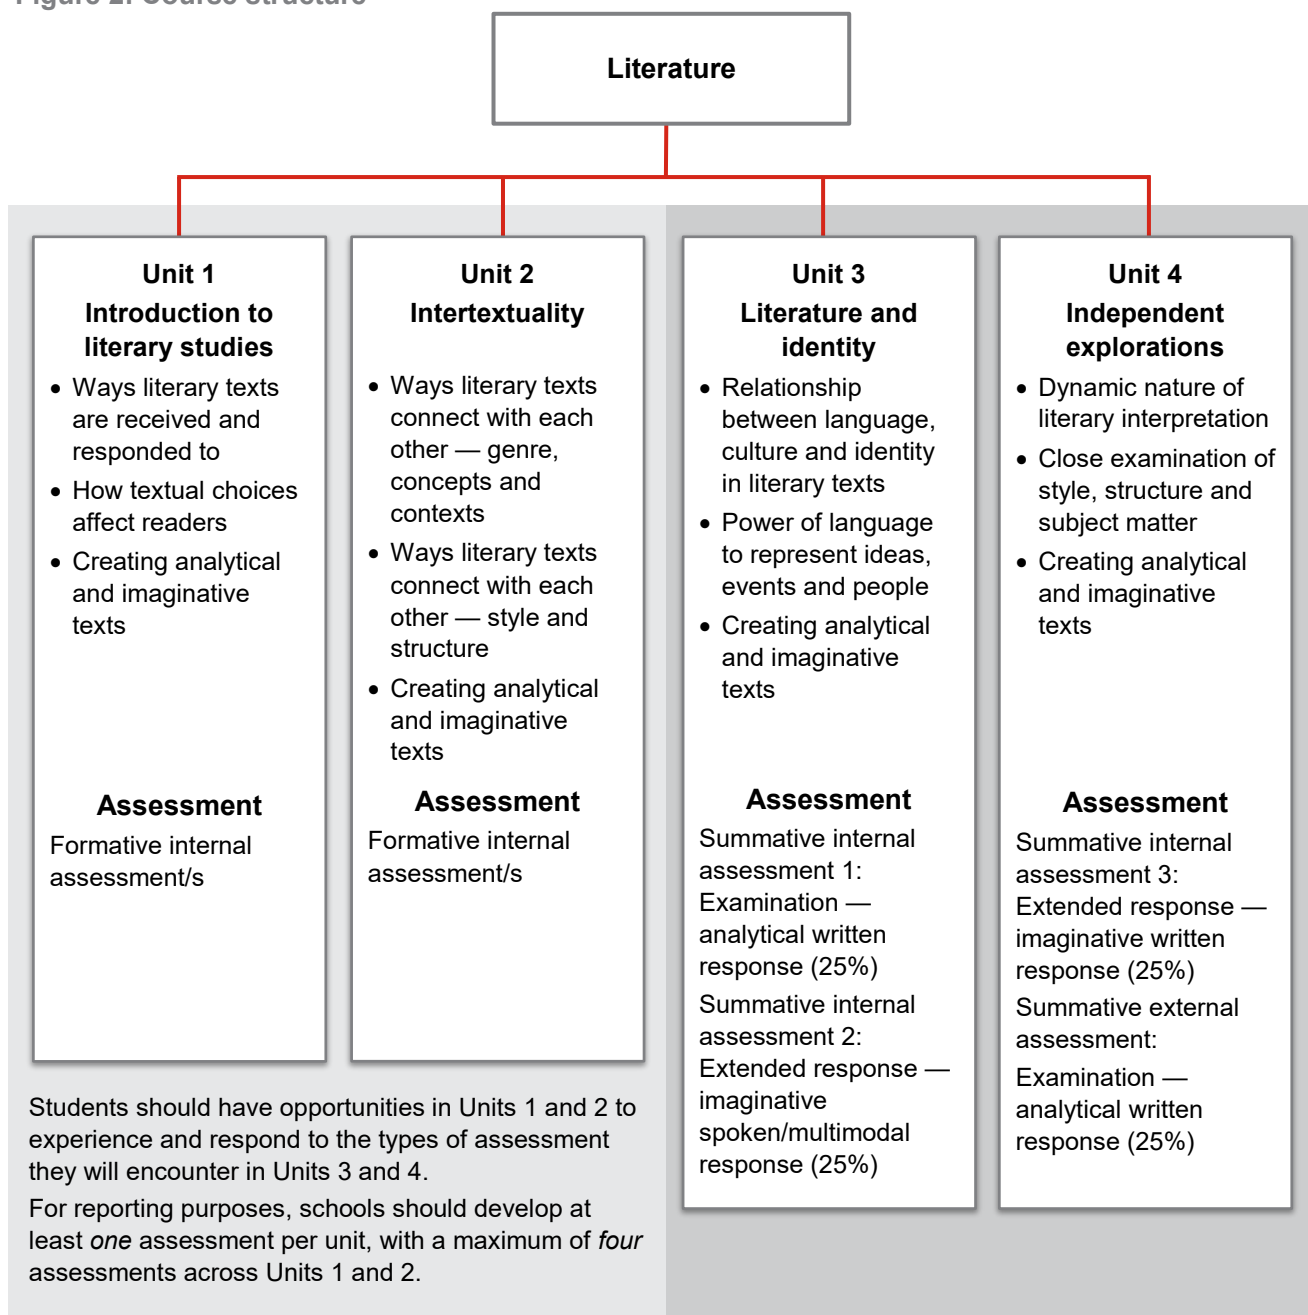 Figure 2: Course structure
Literature
Unit 1
Introduction to
literary studies
• Ways literary texts
are received and
responded to
• How textual choices
affect readers
• Creating analytical
and imaginative
texts
Assessment
Formative internal
assessment/s
Unit 2
Intertextuality
• Ways literary texts
connect with each
other — genre,
concepts and
contexts
• Ways literary texts
connect with each
other — style and
structure
• Creating analytical
and imaginative
texts
Assessment
Formative internal
assessment/s
Unit 3
Literature and
identity
• Relationship
between language,
culture and identity
in literary texts
• Power of language
to represent ideas,
events and people
• Creating analytical
and imaginative
texts
Assessment
Summative internal
assessment 1:
Examination —
analytical written
response (25%)
Summative internal
assessment 2:
Extended response —
imaginative
spoken/multimodal
response (25%)
Unit 4
Independent
explorations
• Dynamic nature of
literary interpretation
• Close examination of
style, structure and
subject matter
• Creating analytical
and imaginative
texts
Assessment
Summative internal
assessment 3:
Extended response —
imaginative written
response (25%)
Summative external
assessment:
Examination —
analytical written
response (25%)
Students should have opportunities in Units 1 and 2 to
experience and respond to the types of assessment
they will encounter in Units 3 and 4.
For reporting purposes, schools should develop at
least one assessment per unit, with a maximum of four
assessments across Units 1 and 2.